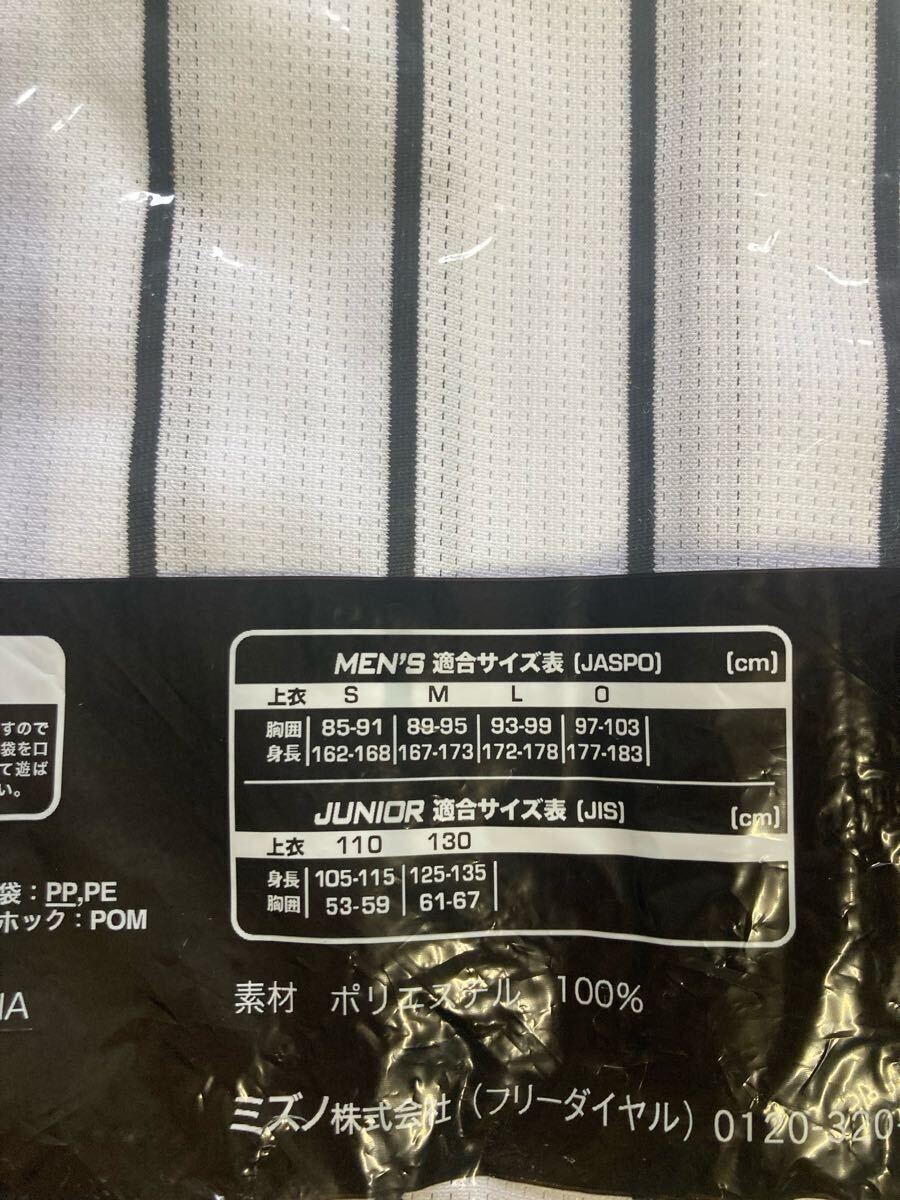 すので
袋を口
て遊ば
い。
袋：PP,PE
ホック：POM
MEN'S 適合サイズ表 (JASPO) (cm)
上衣 S M L O
胸囲 85-91 89-95 93-99 97-103
身長 162-168 167-173 172-178 177-183
JUNIOR 適合サイズ表 (JIS) (cm)
上衣 110 130
身長 105-115 125-135
胸囲 53-59 61-67
素材 ポリエステル 100%
ミズノ株式会社 (フリーダイヤル) 0120-320